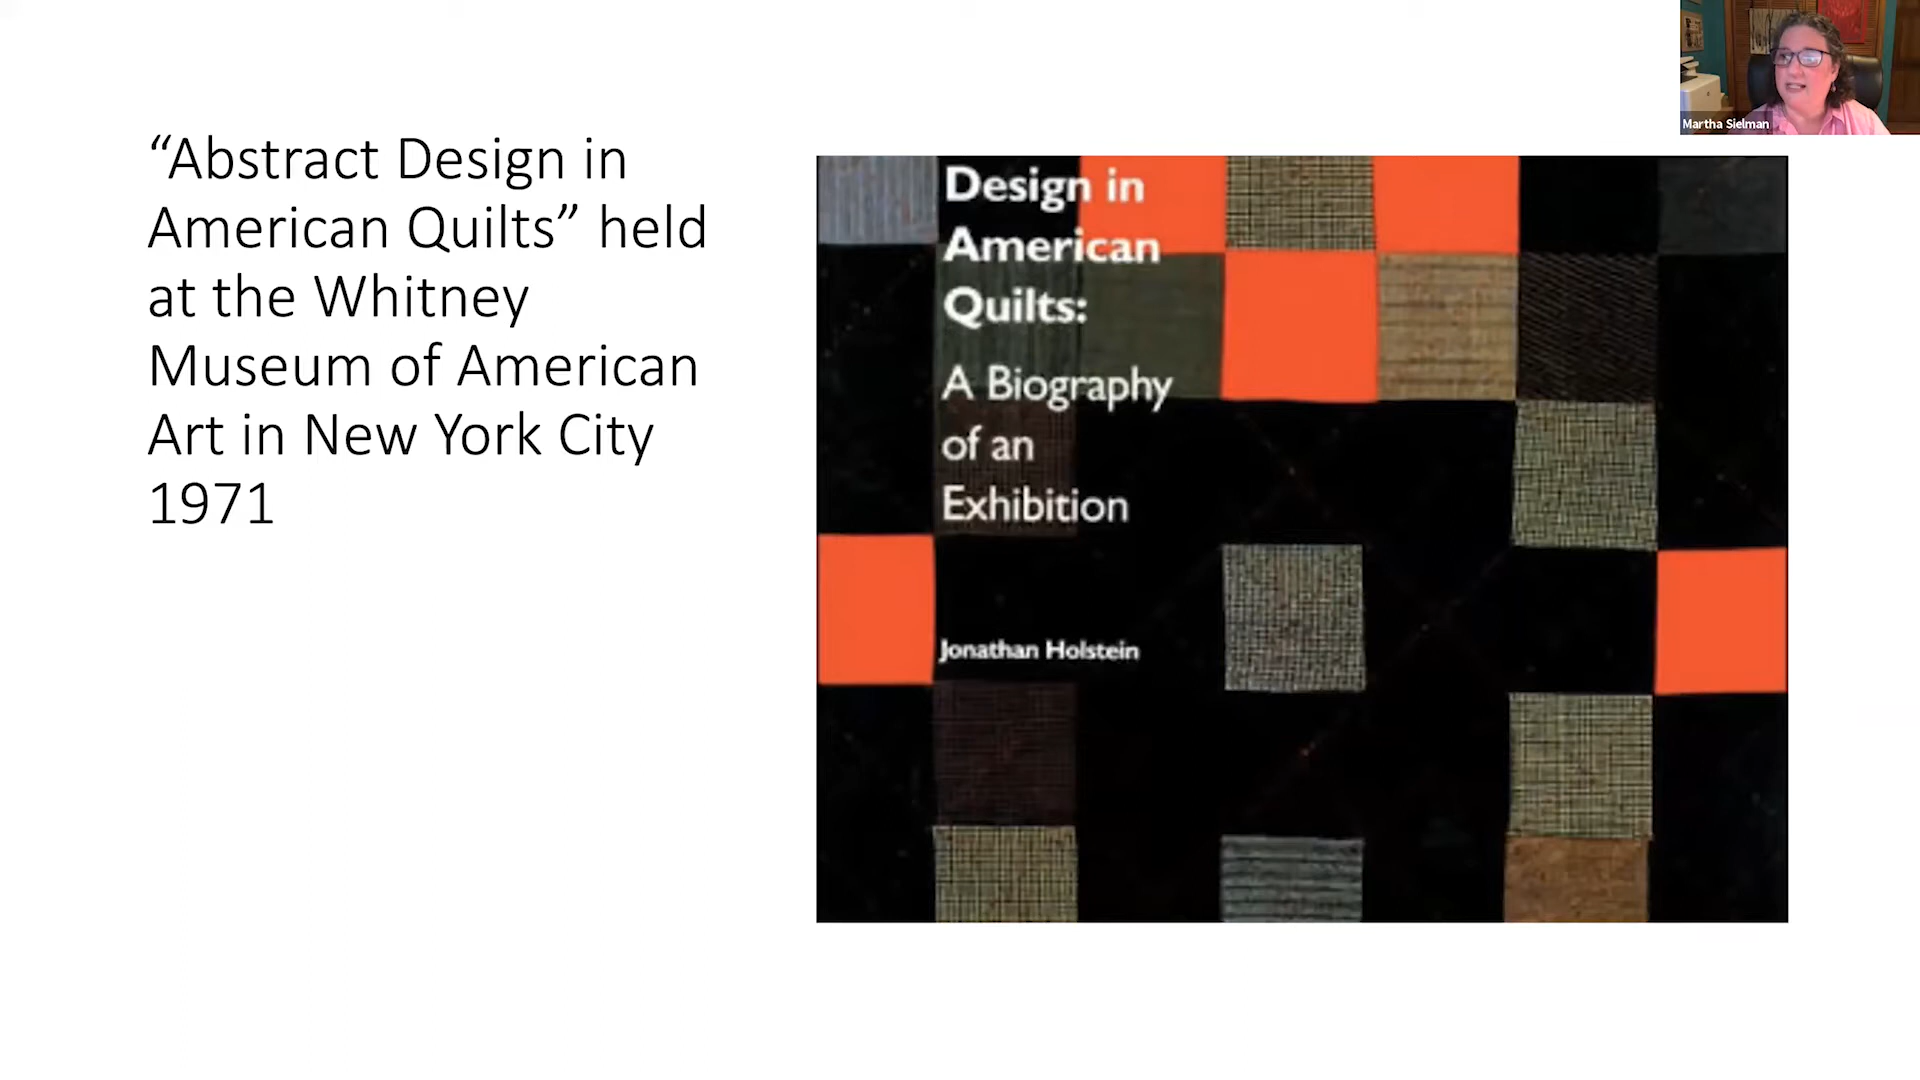 “Abstract Design in
American Quilts” held
at the Whitney
Museum of American
Art in New York City
1971
Design in
American
Quilts:
A Biography
of an
Exhibition
Jonathan Holstein
Martha Sielman